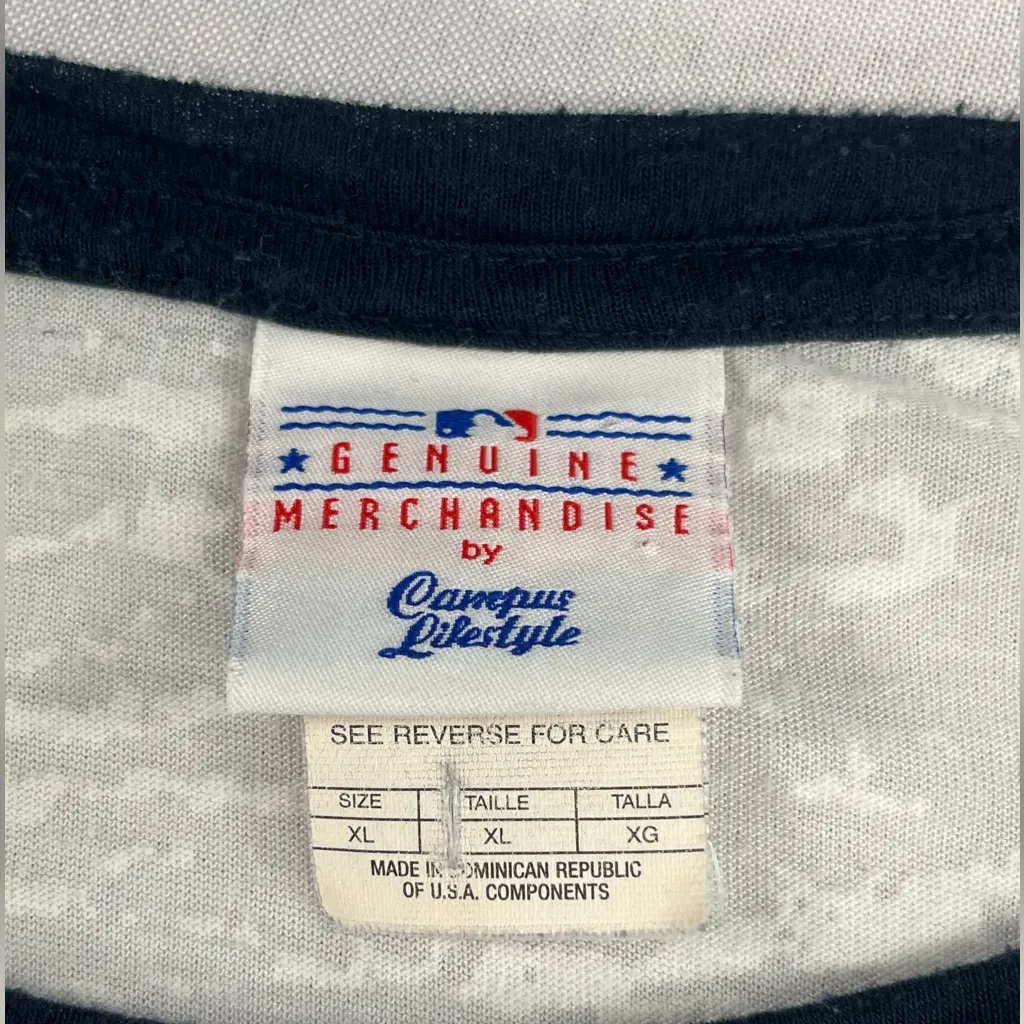 GENUINE
MERCHANDISE
by
Campus
Lifestyle
SEE REVERSE FOR CARE
SIZE TAILLE TALLA
XL XL XG
MADE IN DOMINICAN REPUBLIC
OF U.S.A. COMPONENTS